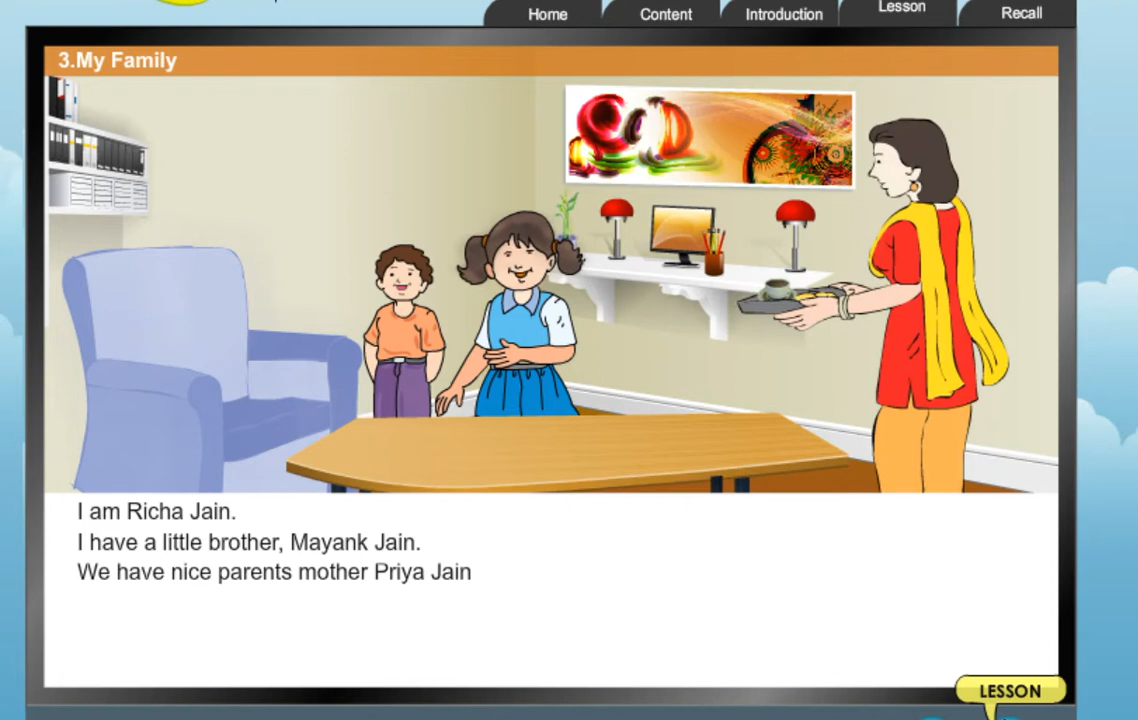 Home
Content
Introduction
Lesson
Recall
3.My Family
I am Richa Jain.
I have a little brother, Mayank Jain.
We have nice parents mother Priya Jain
LESSON